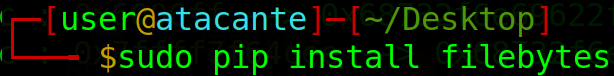 [user@atacante]─[~/Desktop]
$sudo pip install filebytes